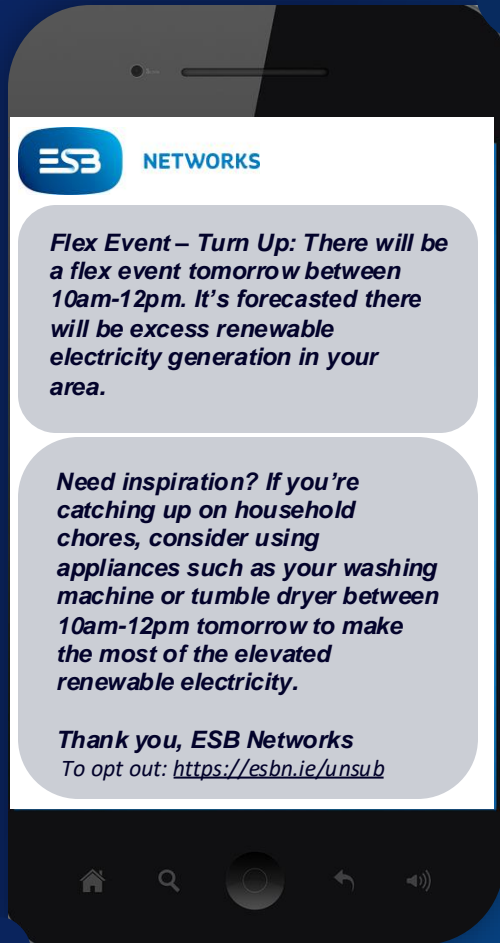 ESB NETWORKS
Flex Event – Turn Up: There will be
a flex event tomorrow between
10am-12pm. It’s forecasted there
will be excess renewable
electricity generation in your
area.
Need inspiration? If you’re
catching up on household
chores, consider using
appliances such as your washing
machine or tumble dryer between
10am-12pm tomorrow to make
the most of the elevated
renewable electricity.
Thank you, ESB Networks
To opt out: https://esbn.ie/unsub